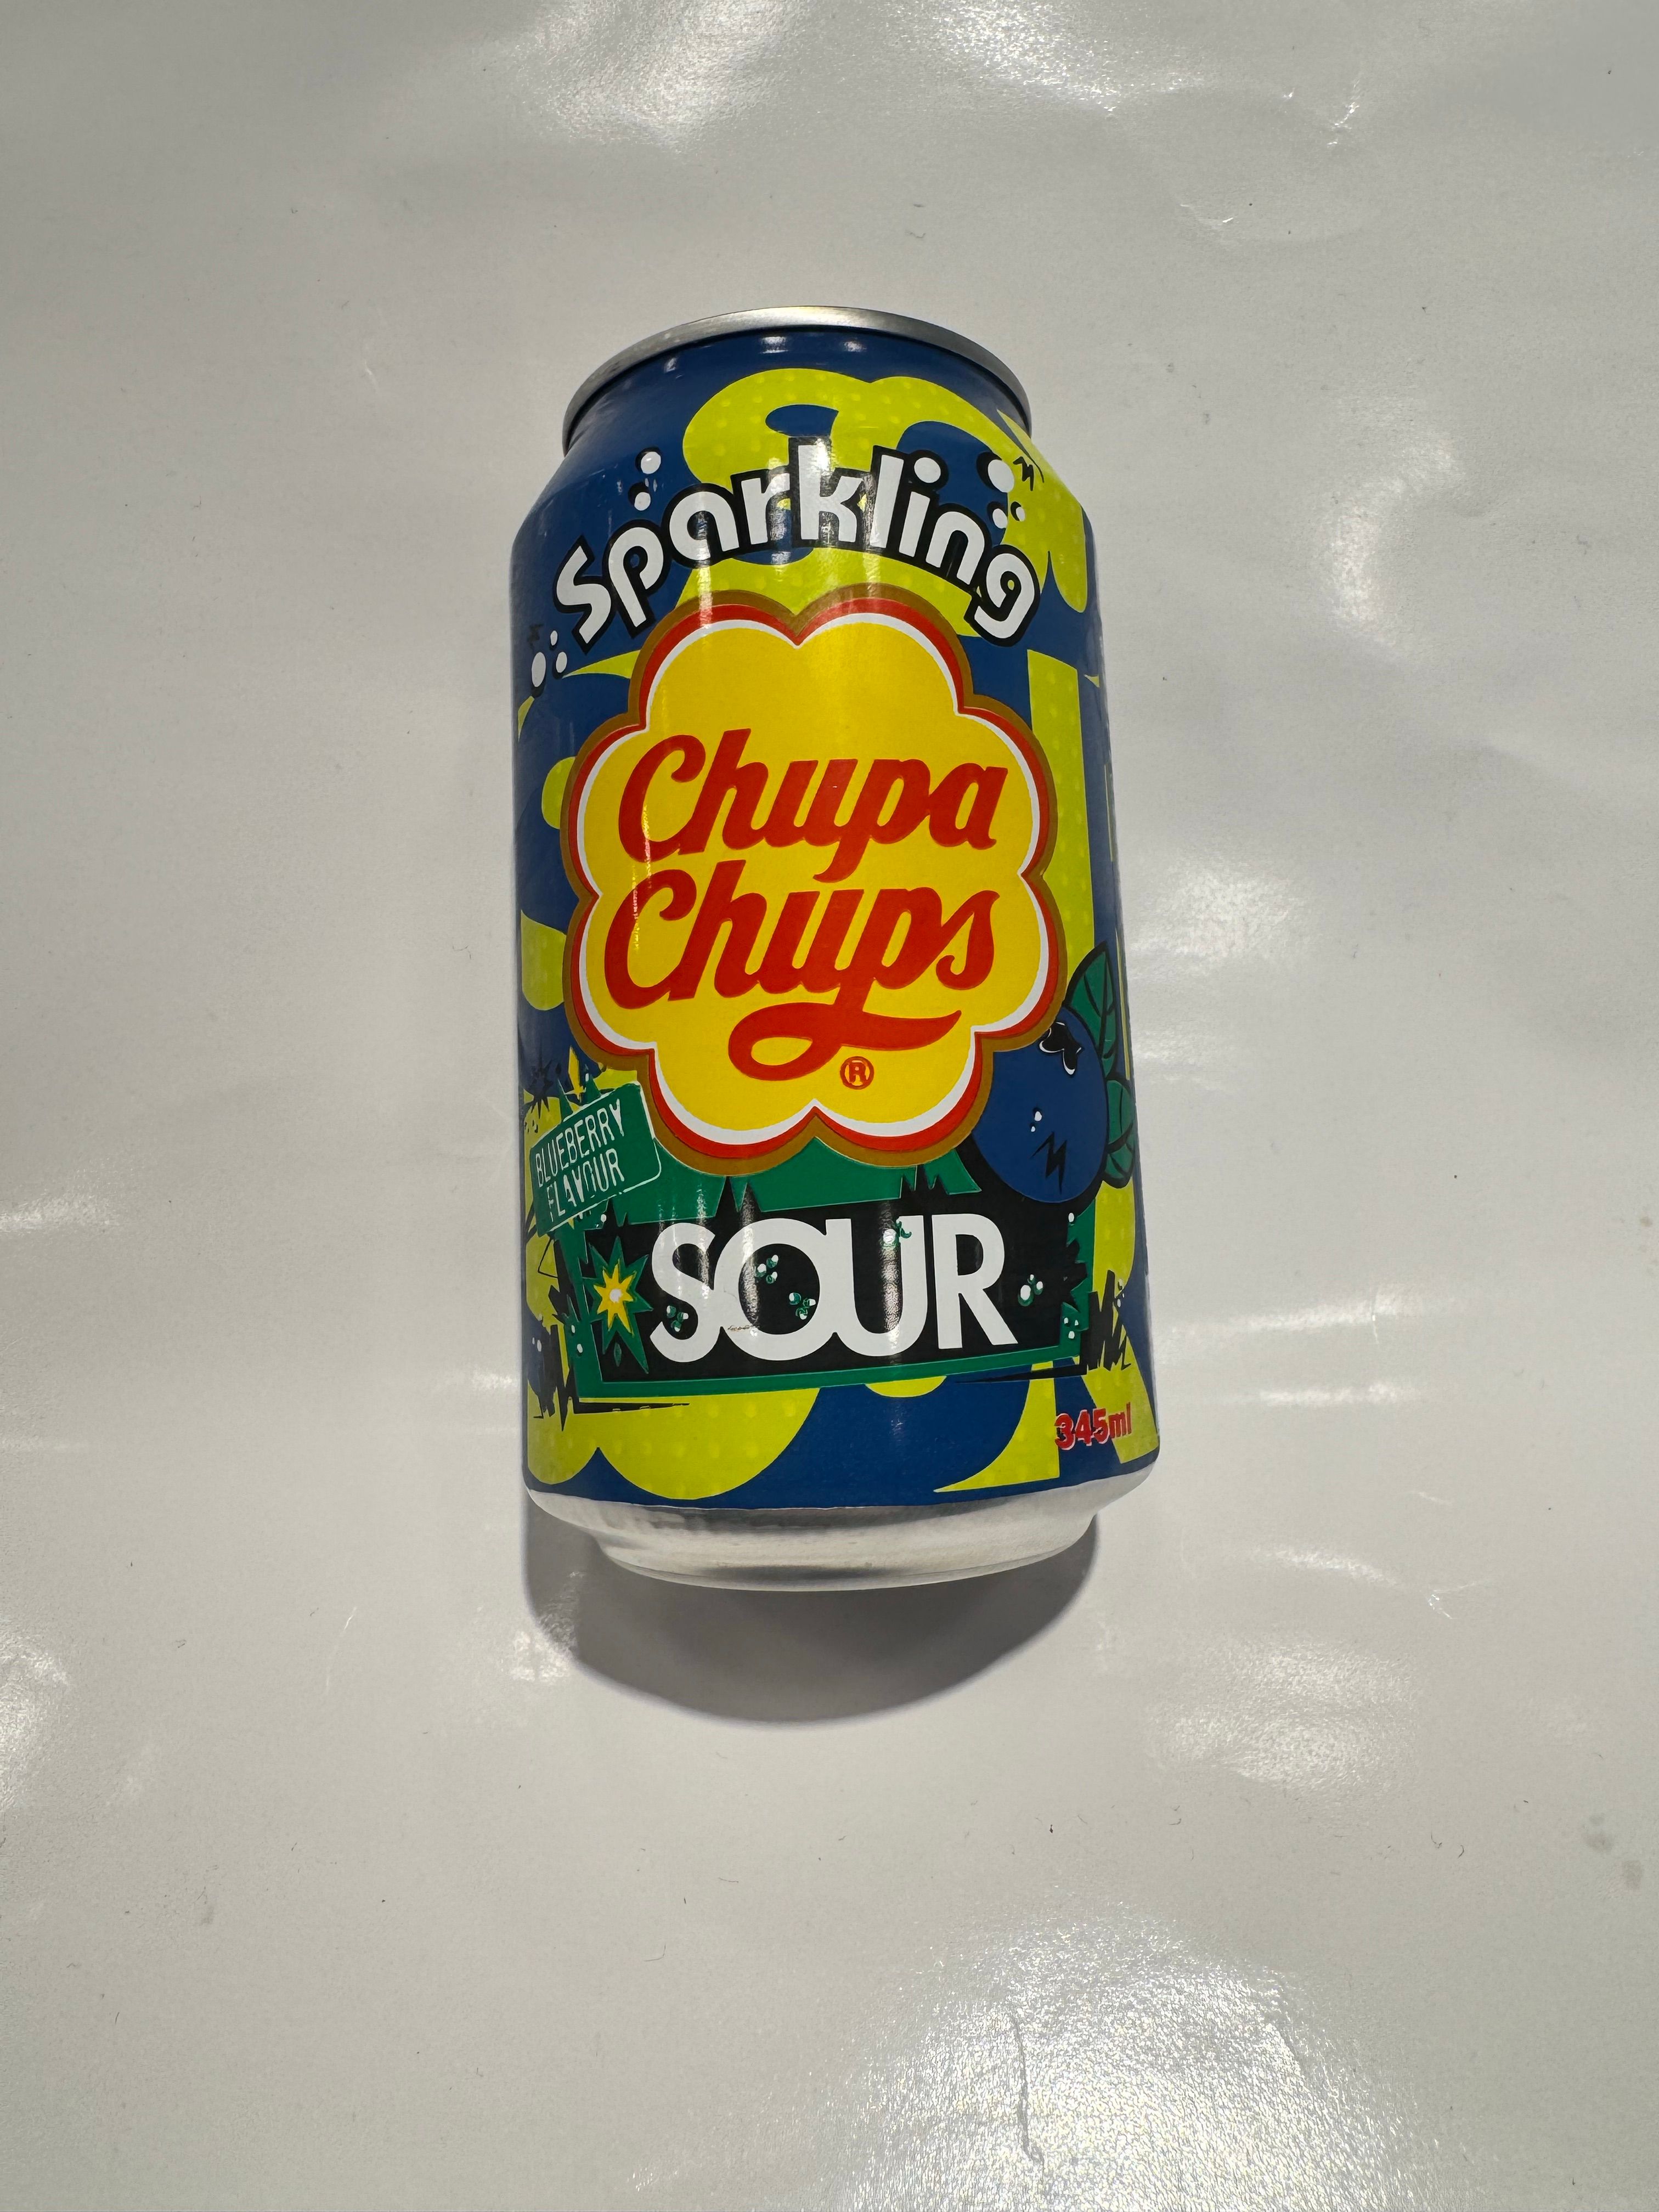 Sparkling
Chupa
Chups
®
BLUEBERRY
FLAVOUR
SOUR
345ml